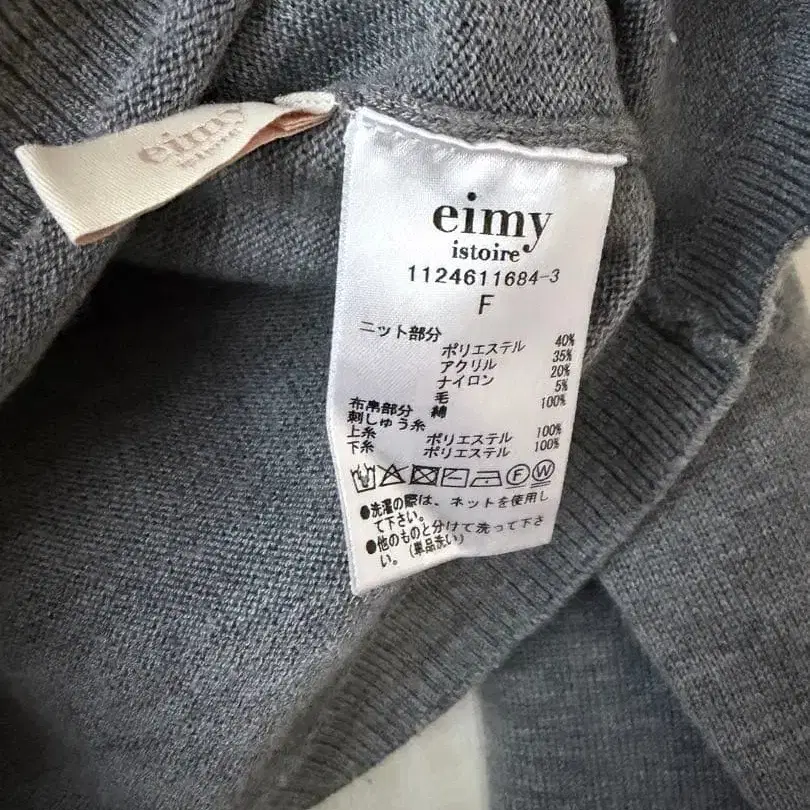 eimy
eimy
istoire
1124611684-3
F
ニット部分
ポリエステル 40%
アクリル 35%
ナイロン 20%
毛 5%
布帛部分 綿 100%
刺しゅう糸
上糸 ポリエステル 100%
下糸 ポリエステル 100%
F W
●洗濯の際は、ネットを使用し
て下さい。
●他のものと分けて洗って下さ
い。(単品洗い)